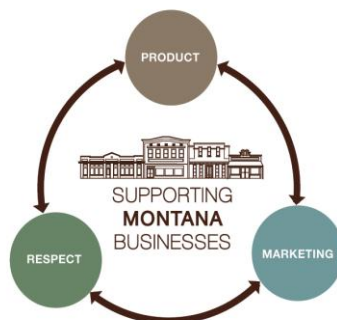 PRODUCT
SUPPORTING
MONTANA
BUSINESSES
RESPECT
MARKETING